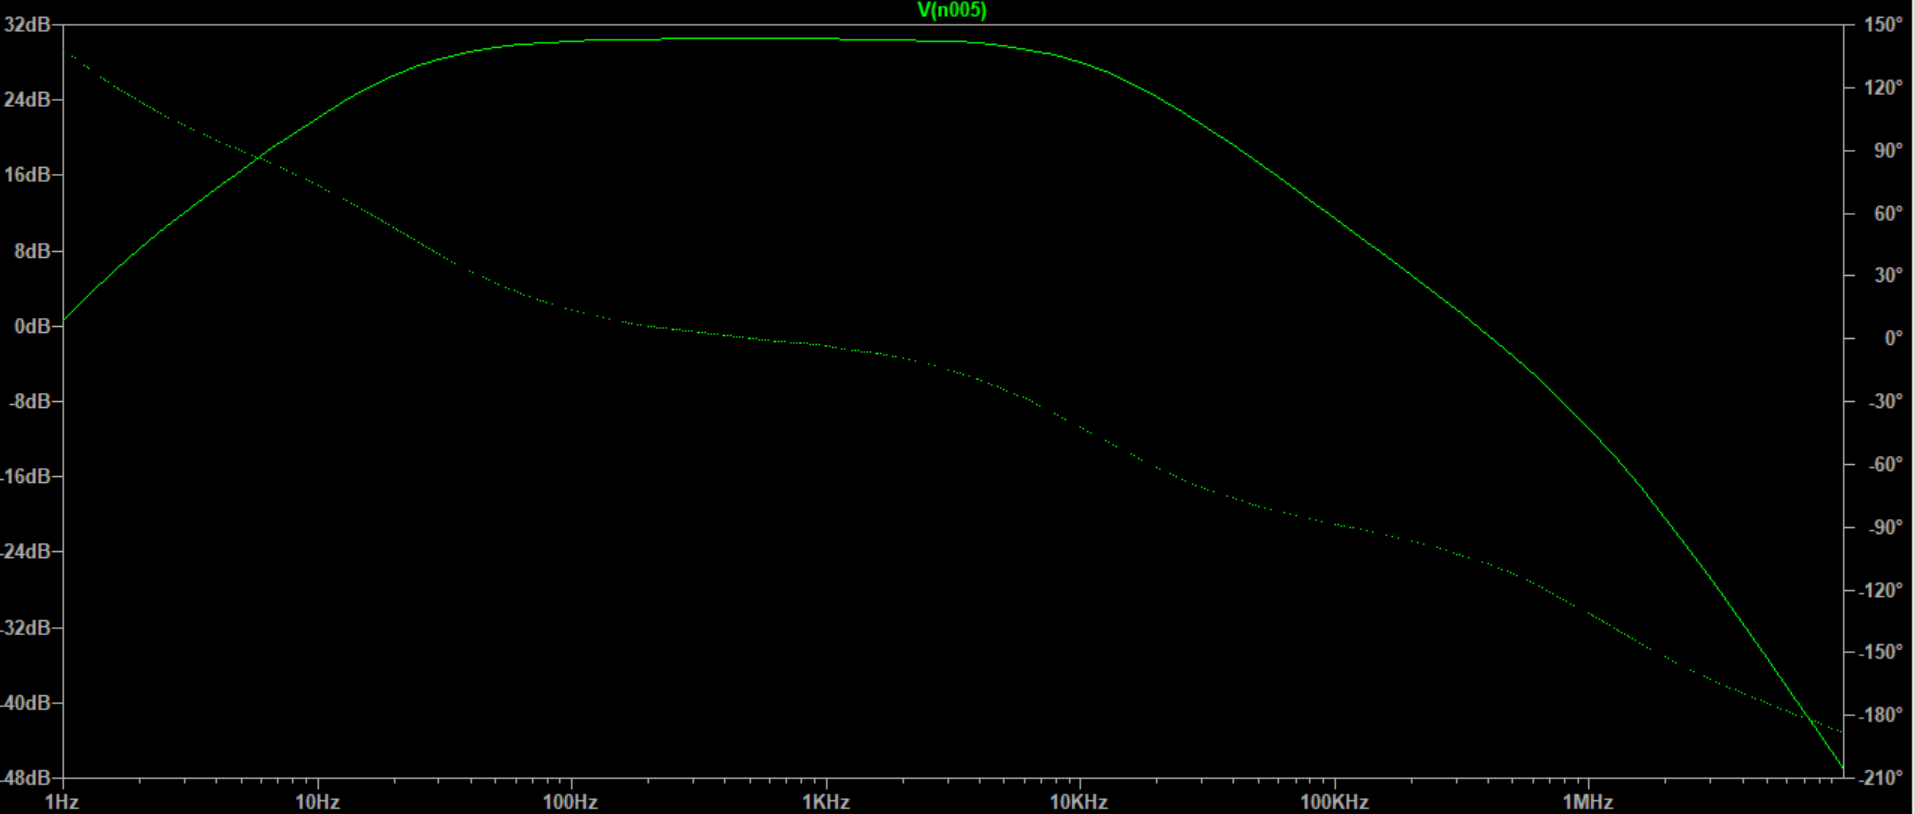 V(n005)
32dB
24dB
16dB
8dB
0dB
-8dB
-16dB
-24dB
-32dB
-40dB
-48dB
150°
120°
90°
60°
30°
0°
-30°
-60°
-90°
-120°
-150°
-180°
-210°
1Hz 10Hz 100Hz 1KHz 10KHz 100KHz 1MHz